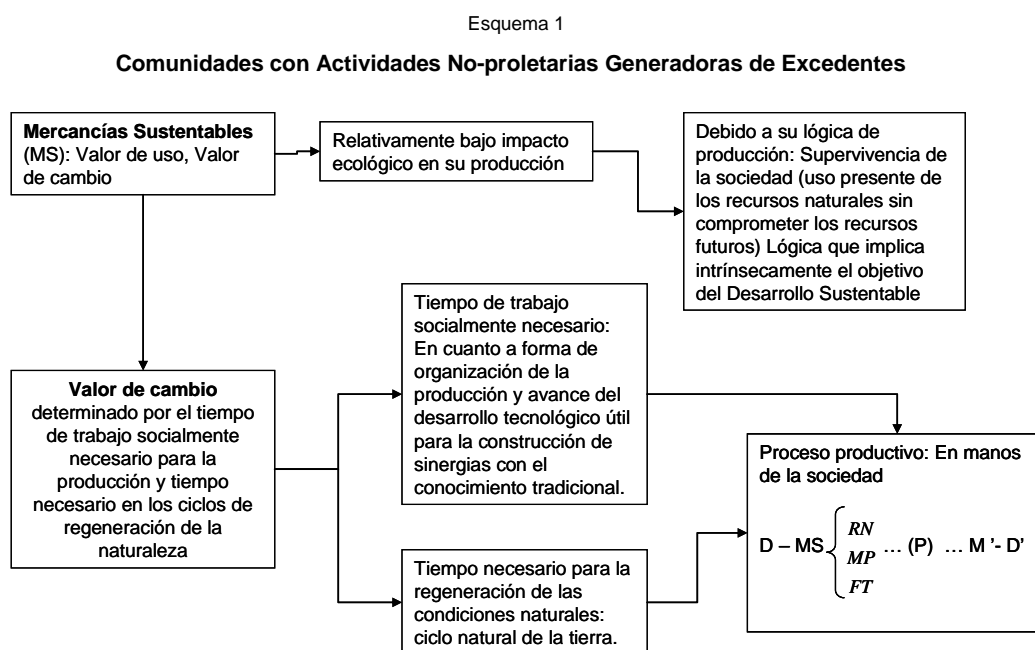 Esquema 1
Comunidades con Actividades No-proletarias Generadoras de Excedentes
Mercancías Sustentables
(MS): Valor de uso, Valor
de cambio
Relativamente bajo impacto
ecológico en su producción
Debido a su lógica de
producción: Supervivencia de
la sociedad (uso presente de
los recursos naturales sin
comprometer los recursos
futuros) Lógica que implica
intrínsecamente el objetivo
del Desarrollo Sustentable
Valor de cambio
determinado por el tiempo
de trabajo socialmente
necesario para la
producción y tiempo
necesario en los ciclos de
regeneración de la
naturaleza
Tiempo de trabajo
socialmente necesario:
En cuanto a forma de
organización de la
producción y avance del
desarrollo tecnológico útil
para la construcción de
sinergias con el
conocimiento tradicional.
Tiempo necesario para la
regeneración de las
condiciones naturales:
ciclo natural de la tierra.
Proceso productivo: En manos
de la sociedad
RN
D – MS { MP ... (P) ... M '- D'
FT